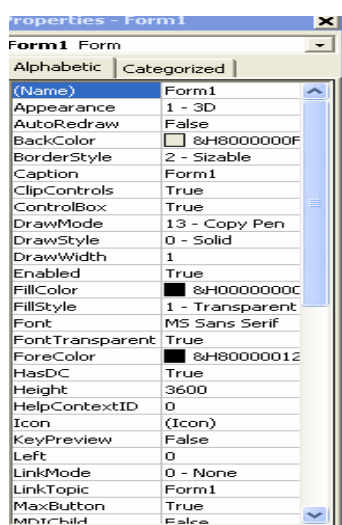 Properties - Form1
Form1 Form
Alphabetic Categorized
(Name) Form1
Appearance 1 - 3D
AutoRedraw False
BackColor &H8000000F
BorderStyle 2 - Sizable
Caption Form1
ClipControls True
ControlBox True
DrawMode 13 - Copy Pen
DrawStyle 0 - Solid
DrawWidth 1
Enabled True
FillColor &H0000000C
FillStyle 1 - Transparent
Font MS Sans Serif
FontTransparent True
ForeColor &H80000012
HasDC True
Height 3600
HelpContextID 0
Icon (Icon)
KeyPreview False
Left 0
LinkMode 0 - None
LinkTopic Form1
MaxButton True
MDIChild False